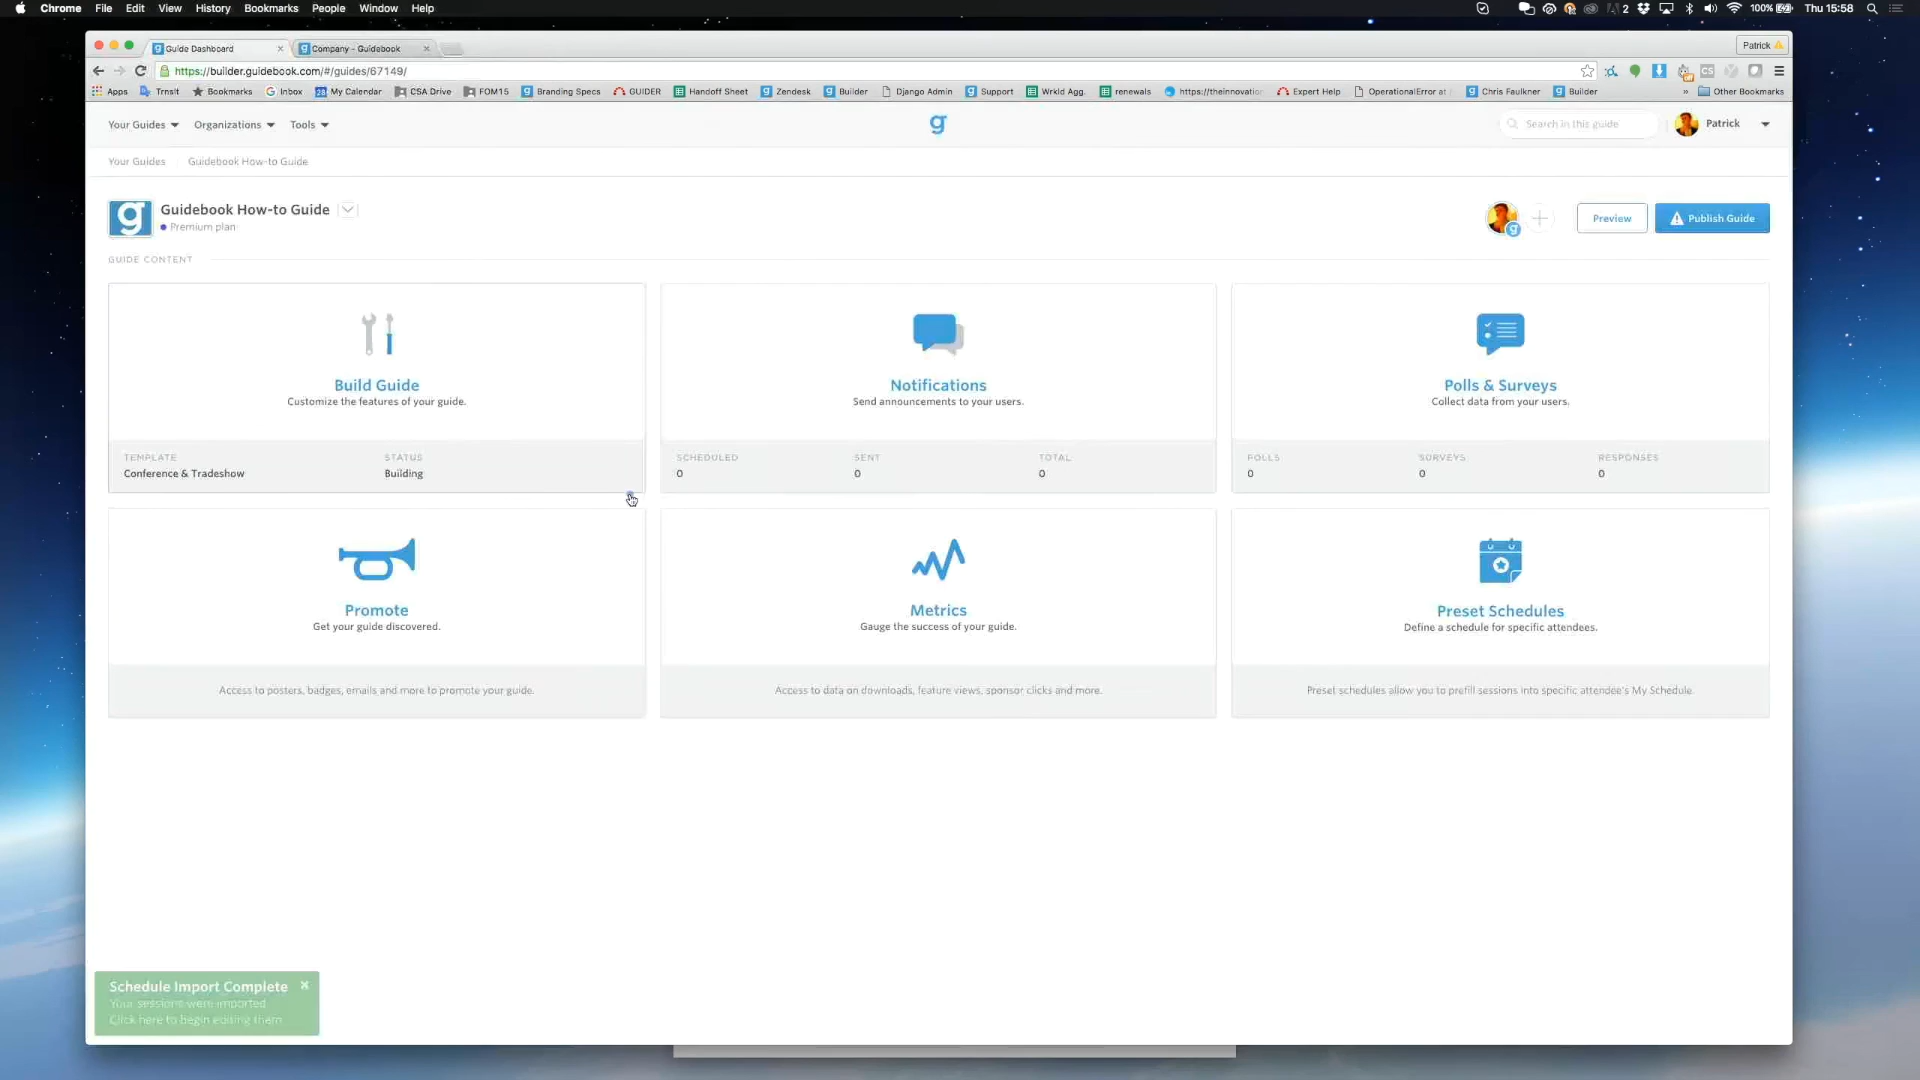 Chrome File Edit View History Bookmarks People Window Help
2 100% Thu 15:58
Guide Dashboard
Company - Guidebook
Patrick
https://builder.guidebook.com/#/guides/67149/
Apps Trnslt Bookmarks Inbox My Calendar CSA Drive FOM15 Branding Specs GUIDER Handoff Sheet Zendesk Builder Django Admin Support Wrkld Agg. renewals https://theinnovatio Expert Help OperationalError at Chris Faulkner Builder » Other Bookmarks
Your Guides Organizations Tools
g
Search in this guide
Patrick
Your Guides Guidebook How-to Guide
g
Guidebook How-to Guide
Premium plan
g
Preview
Publish Guide
GUIDE CONTENT
Build Guide
Customize the features of your guide.
TEMPLATE STATUS
Conference & Tradeshow Building
Notifications
Send announcements to your users.
SCHEDULED SENT TOTAL
0 0 0
Polls & Surveys
Collect data from your users.
POLLS SURVEYS RESPONSES
0 0 0
Promote
Get your guide discovered.
Access to posters, badges, emails and more to promote your guide.
Metrics
Gauge the success of your guide.
Access to data on downloads, feature views, sponsor clicks and more.
Preset Schedules
Define a schedule for specific attendees.
Preset schedules allow you to prefill sessions into specific attendee's My Schedule.
Schedule Import Complete
Your sessions were imported
Click here to begin editing them